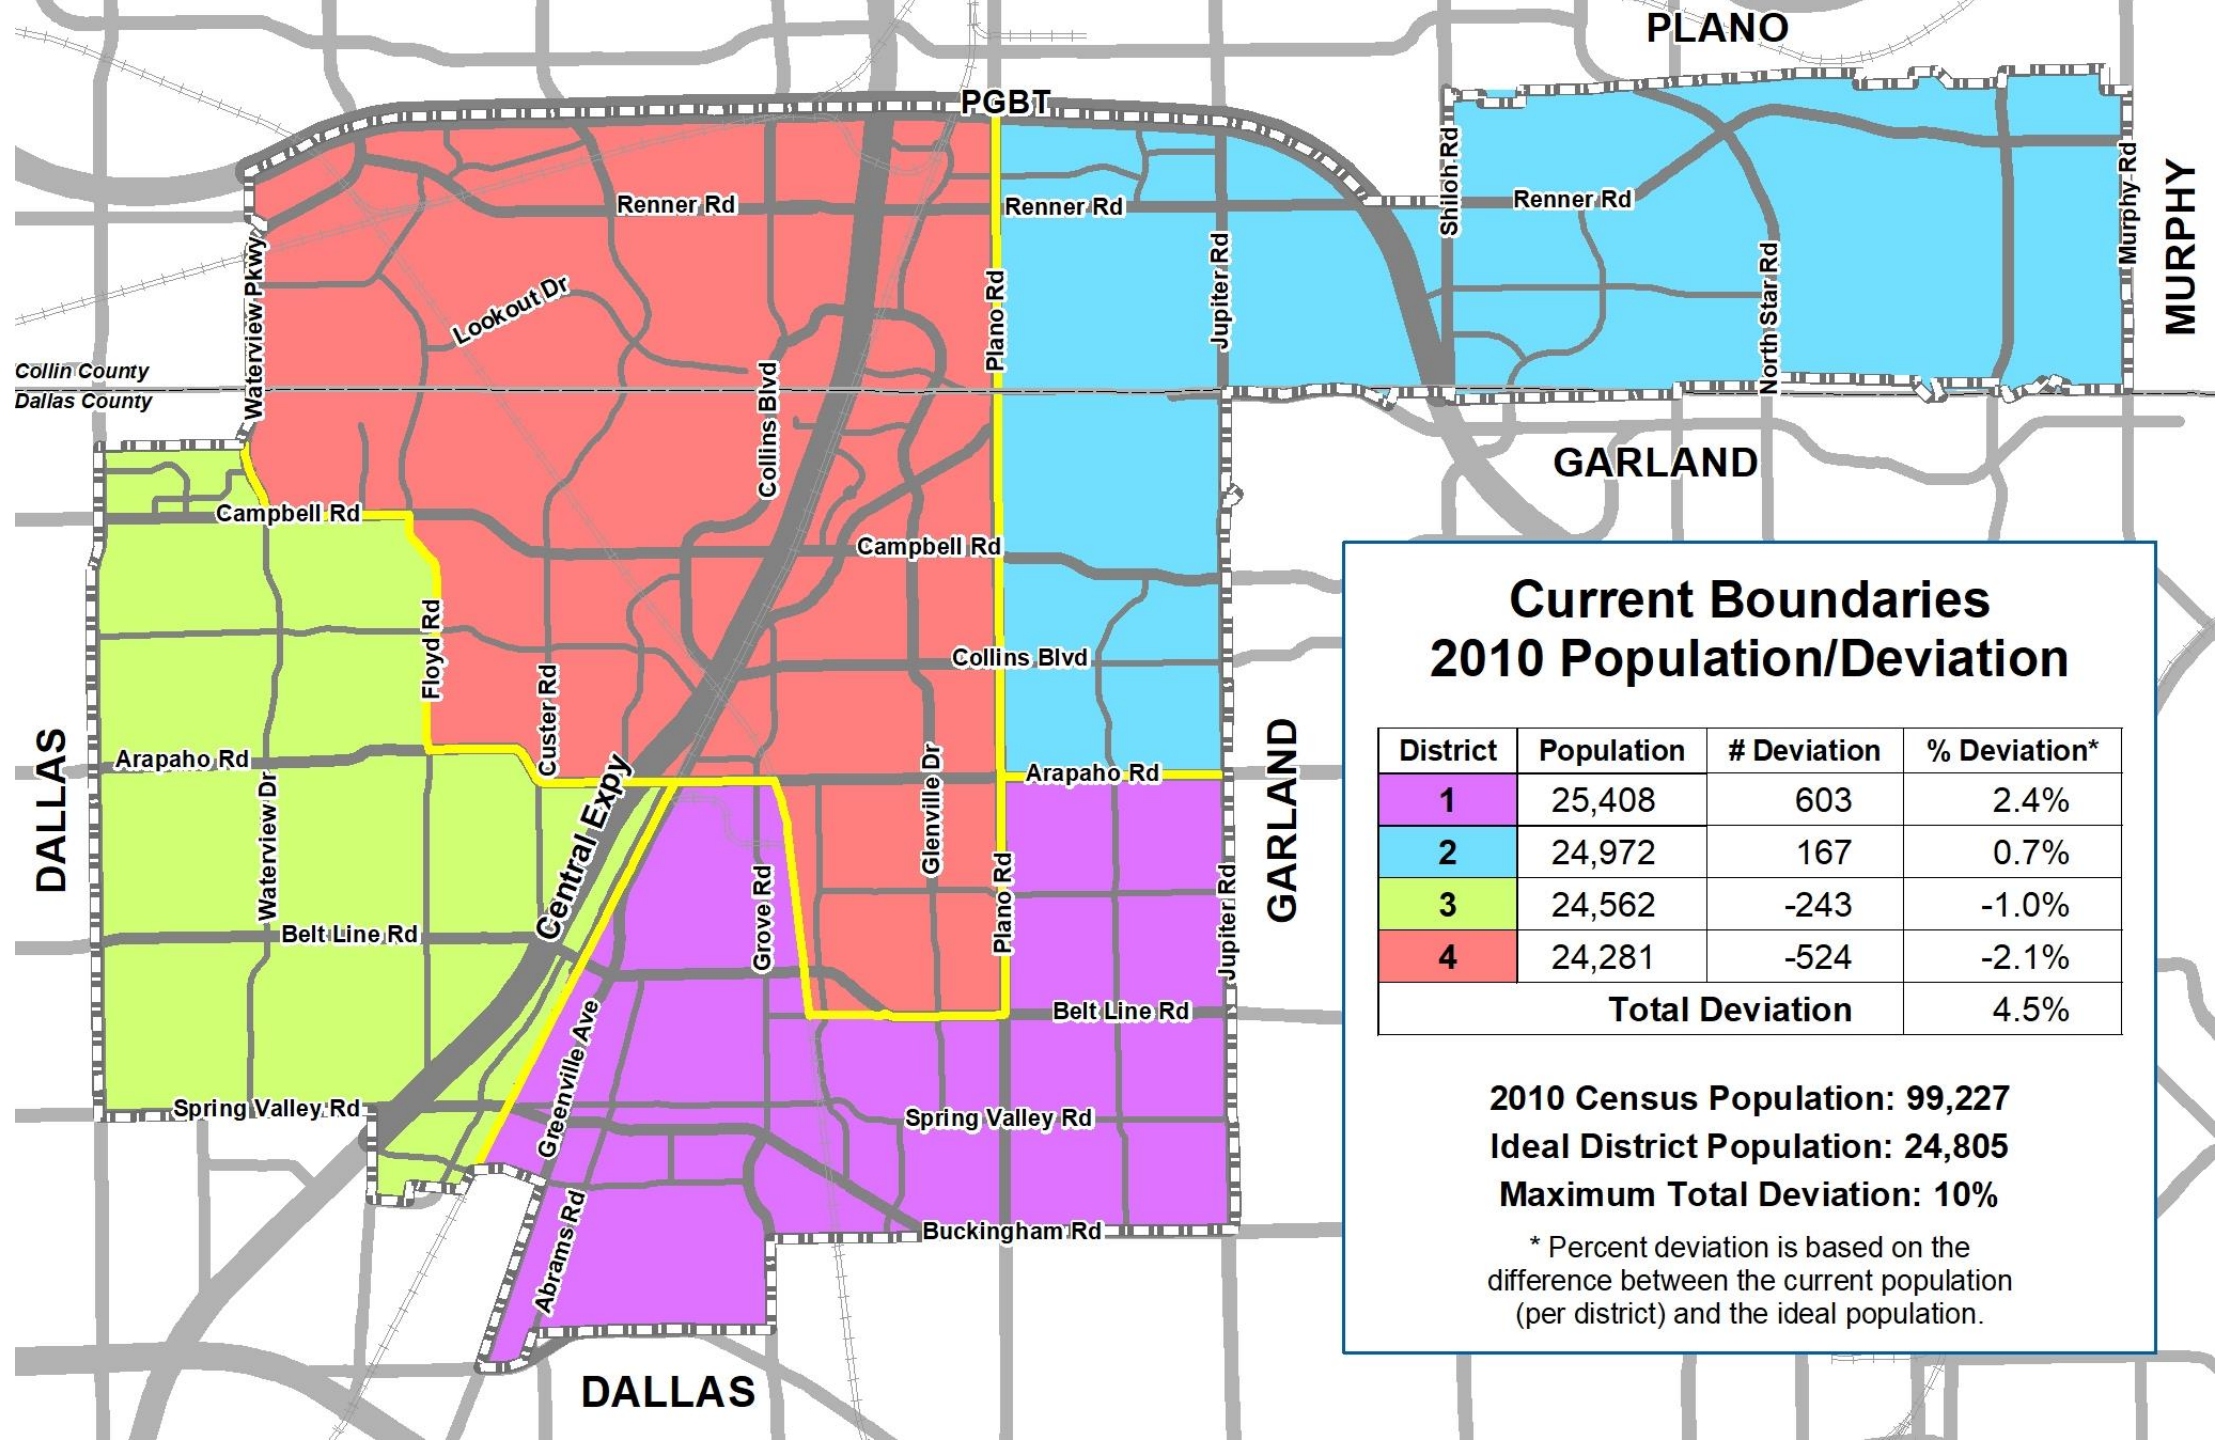 PLANO
PGBT
Renner Rd
Renner Rd
Renner Rd
Shiloh Rd
Murphy Rd
MURPHY
Waterview Pkwy
Lookout Dr
Plano Rd
Jupiter Rd
North Star Rd
Collin County
Dallas County
Collins Blvd
GARLAND
Campbell Rd
Campbell Rd
Floyd Rd
Custer Rd
Collins Blvd
DALLAS
Arapaho Rd
Waterview Dr
Central Expy
Glenville Dr
Arapaho Rd
GARLAND
Grove Rd
Plano Rd
Jupiter Rd
Belt Line Rd
Belt Line Rd
Greenville Ave
Spring Valley Rd
Spring Valley Rd
Abrams Rd
Buckingham Rd
DALLAS
Current Boundaries
2010 Population/Deviation
District Population # Deviation % Deviation*
1 25,408 603 2.4%
2 24,972 167 0.7%
3 24,562 -243 -1.0%
4 24,281 -524 -2.1%
Total Deviation 4.5%
2010 Census Population: 99,227
Ideal District Population: 24,805
Maximum Total Deviation: 10%
* Percent deviation is based on the
difference between the current population
(per district) and the ideal population.